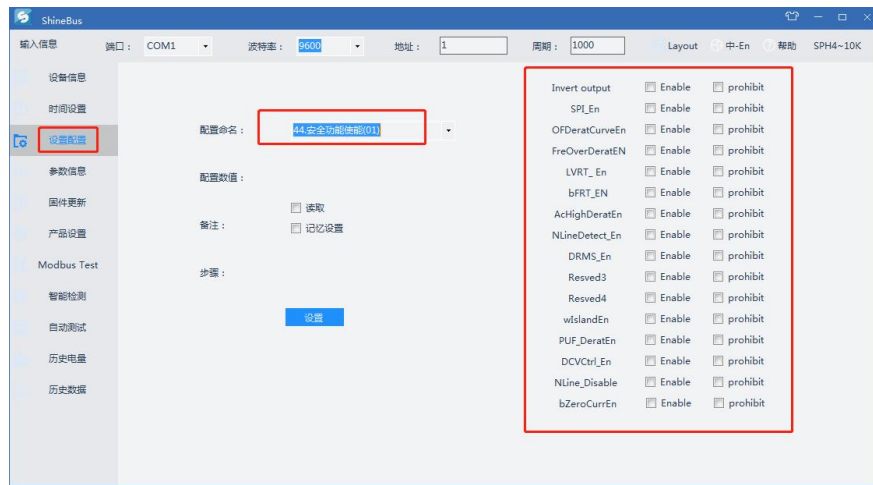 ShineBus
输入信息 端口： COM1 波特率： 9600 地址： 1 周期： 1000 Layout 中-En 帮助 SPH4~10K
设备信息
时间设置
设置配置
参数信息
固件更新
产品设置
Modbus Test
智能检测
自动测试
历史电量
历史数据
配置命名： 44.安全功能使能(01)
配置数值：
读取
备注： 记忆设置
步骤：
设置
Invert output Enable prohibit
SPI_En Enable prohibit
OFDeratCurveEn Enable prohibit
FreOverDeratEN Enable prohibit
LVRT_ En Enable prohibit
bFRT_EN Enable prohibit
AcHighDeratEn Enable prohibit
NLineDetect_En Enable prohibit
DRMS_En Enable prohibit
Resved3 Enable prohibit
Resved4 Enable prohibit
wIslandEn Enable prohibit
PUF_DeratEn Enable prohibit
DCVCtrl_En Enable prohibit
NLine_Disable Enable prohibit
bZeroCurrEn Enable prohibit